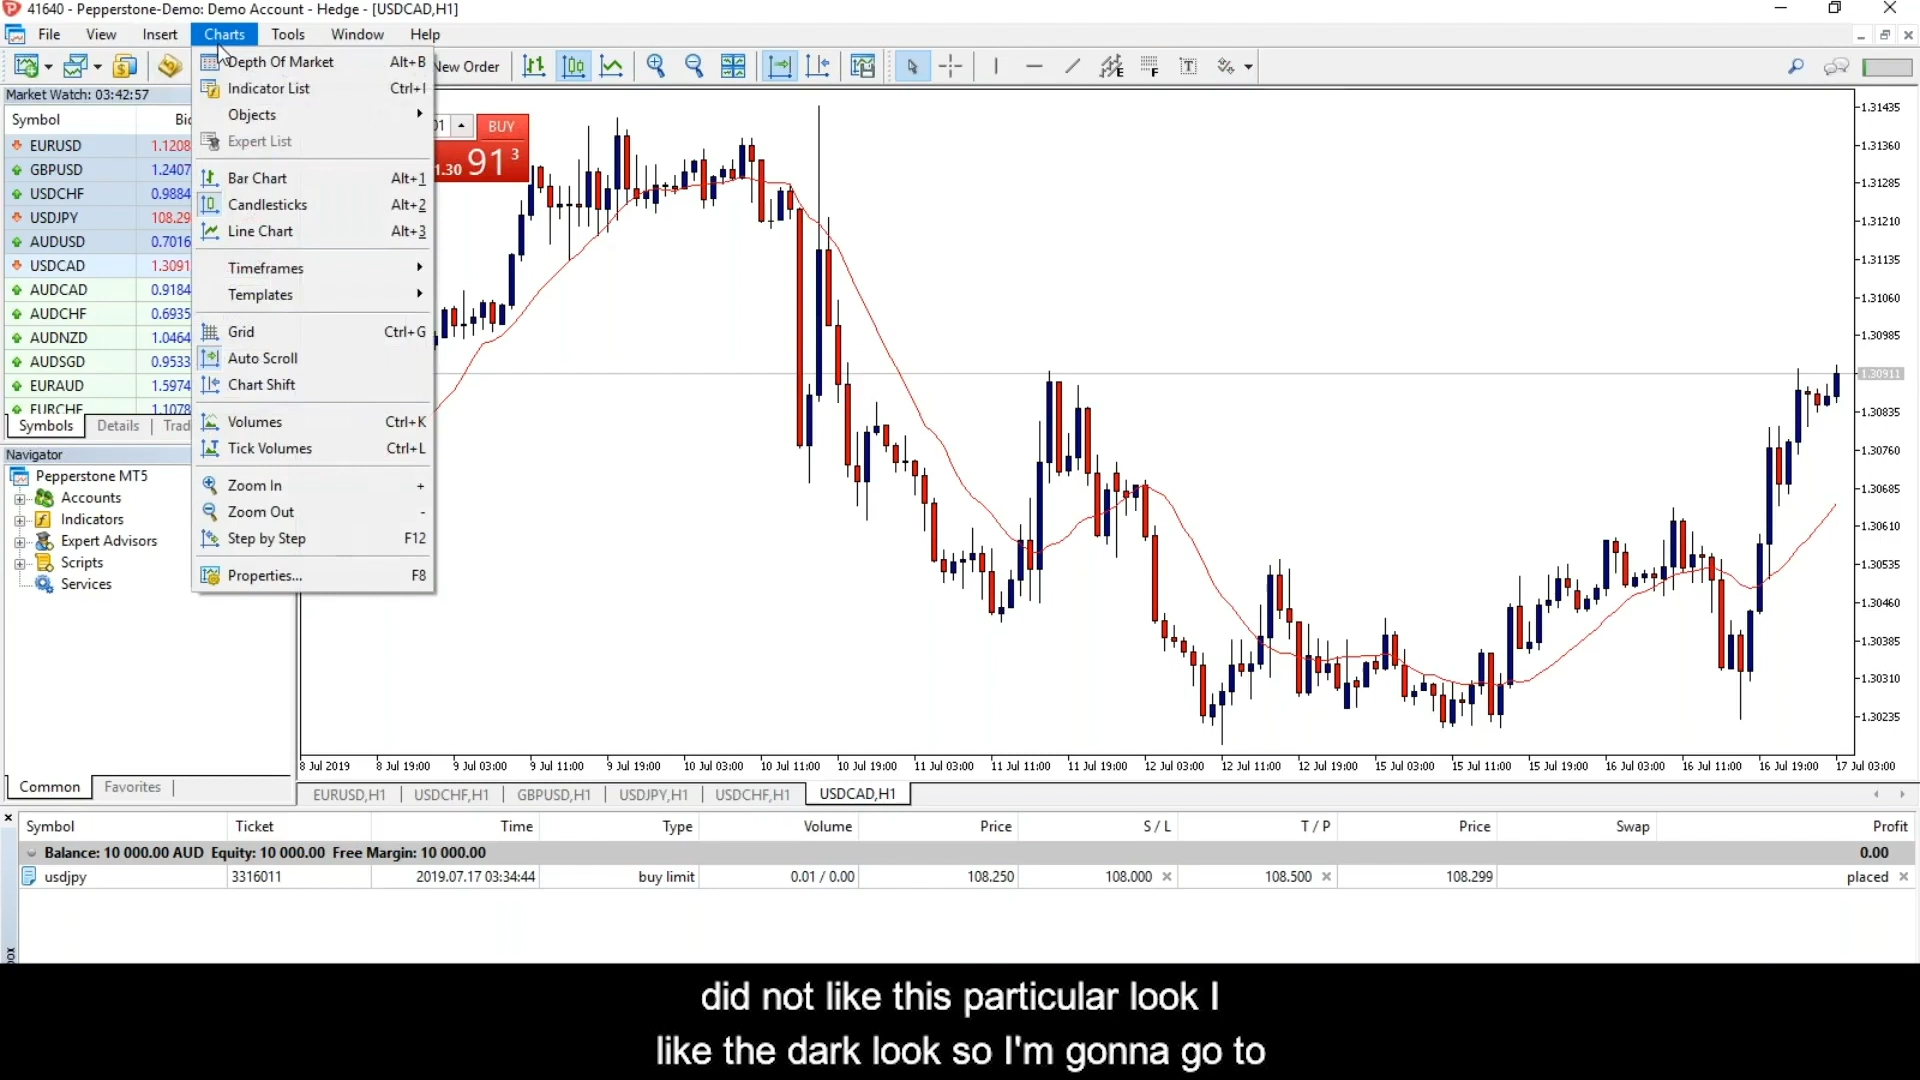 41640 - Pepperstone-Demo: Demo Account - Hedge - [USDCAD,H1]
File View Insert Charts Tools Window Help
New Order
Market Watch: 03:42:57
Symbol
EURUSD 1.1208
GBPUSD 1.2407
USDCHF 0.9884
USDJPY 108.29
AUDUSD 0.7016
USDCAD 1.3091
AUDCAD 0.9184
AUDCHF 0.6935
AUDNZD 1.0464
AUDSGD 0.9533
EURAUD 1.5974
EURCHF 1.1078
Symbols Details
Navigator
Pepperstone MT5
Accounts
Indicators
Expert Advisors
Scripts
Services
Common Favorites
Depth Of Market Alt+B
Indicator List Ctrl+I
Objects
Expert List
Bar Chart Alt+1
Candlesticks Alt+2
Line Chart Alt+3
Timeframes
Templates
Grid Ctrl+G
Auto Scroll
Chart Shift
Volumes Ctrl+K
Tick Volumes Ctrl+L
Zoom In +
Zoom Out -
Step by Step F12
Properties... F8
BUY
1.30 91 3
1.31435
1.31360
1.31285
1.31210
1.31135
1.31060
1.30985
1.30911
1.30835
1.30760
1.30685
1.30610
1.30535
1.30460
1.30385
1.30310
1.30235
8 Jul 2019 8 Jul 19:00 9 Jul 03:00 9 Jul 11:00 9 Jul 19:00 10 Jul 03:00 10 Jul 11:00 10 Jul 19:00 11 Jul 03:00 11 Jul 11:00 11 Jul 19:00 12 Jul 03:00 12 Jul 11:00 12 Jul 19:00 15 Jul 03:00 15 Jul 11:00 15 Jul 19:00 16 Jul 03:00 16 Jul 11:00 16 Jul 19:00 17 Jul 03:00
EURUSD,H1 USDCHF,H1 GBPUSD,H1 USDJPY,H1 USDCHF,H1 USDCAD,H1
Symbol Ticket Time Type Volume Price S / L T / P Price Swap Profit
Balance: 10 000.00 AUD Equity: 10 000.00 Free Margin: 10 000.00 0.00
usdjpy 3316011 2019.07.17 03:34:44 buy limit 0.01 / 0.00 108.250 108.000 108.500 108.299 placed
did not like this particular look I
like the dark look so I'm gonna go to